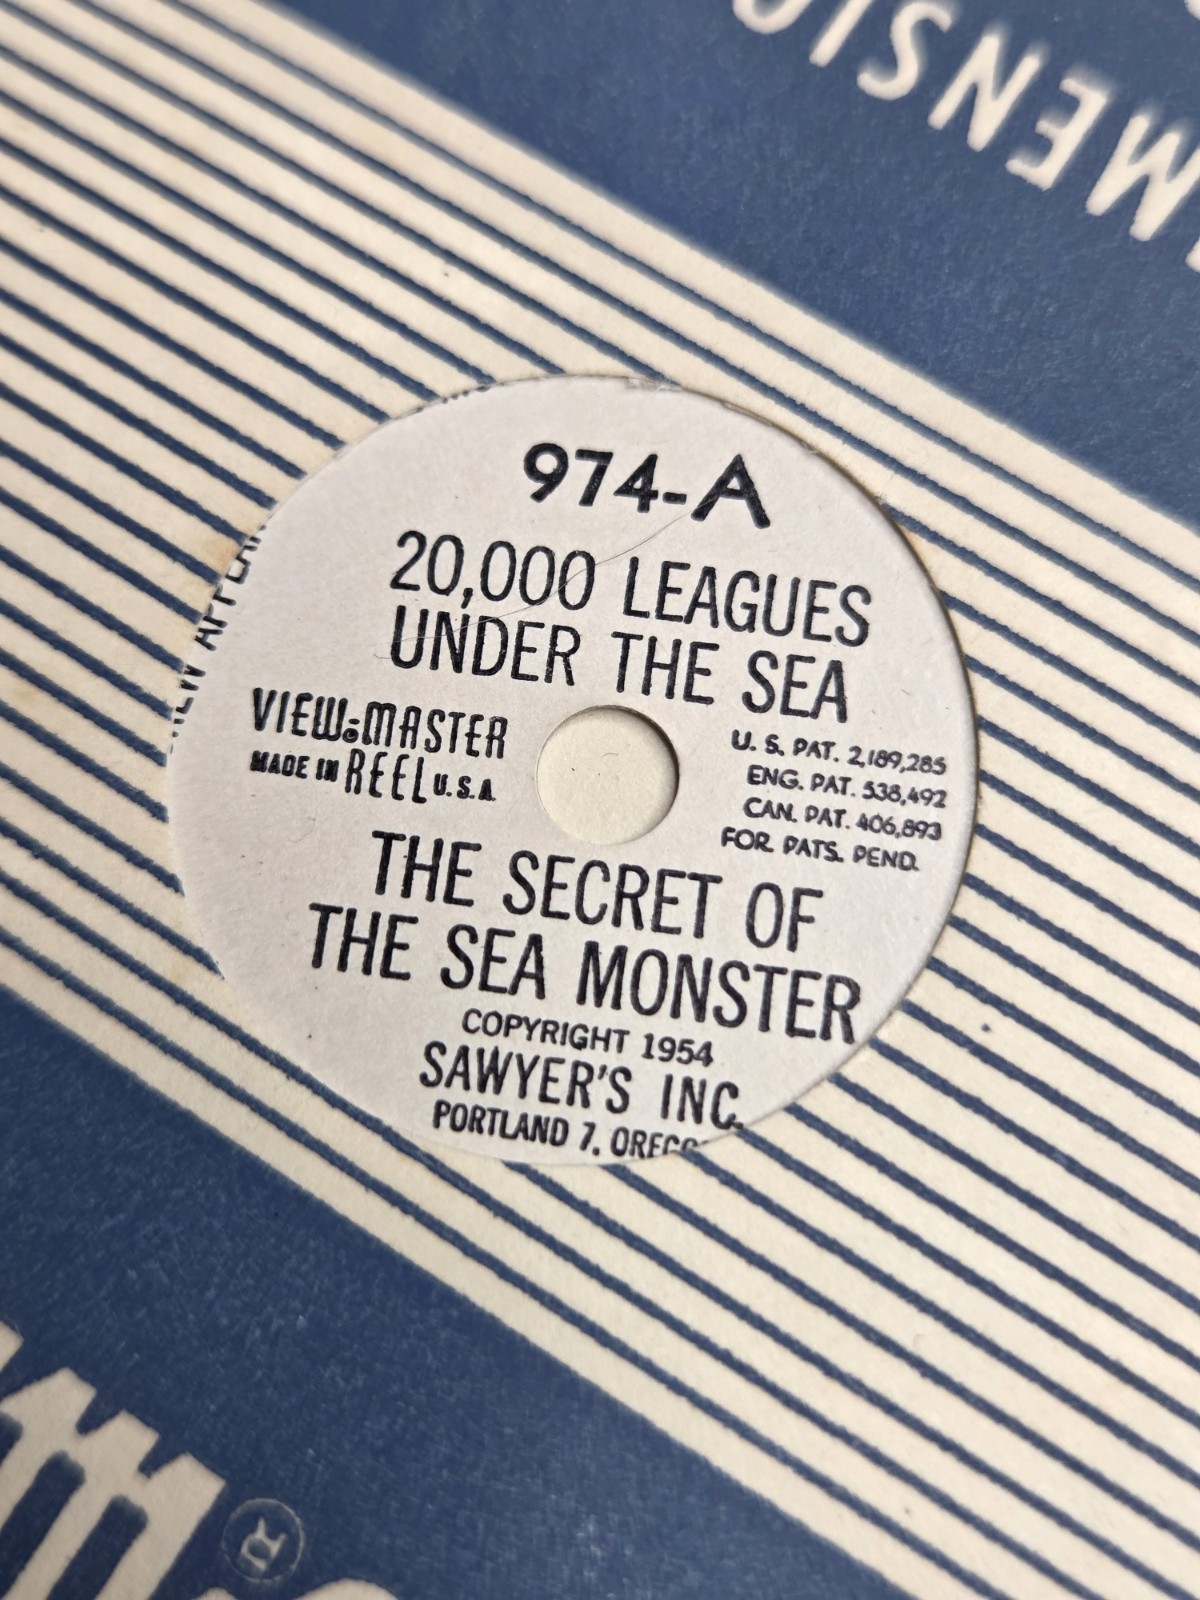 MENSIO
974-A
20,000 LEAGUES
UNDER THE SEA
VIEW-MASTER
MADE IN REEL U.S.A.
U. S. PAT. 2,189,285
ENG. PAT. 538,492
CAN. PAT. 406,893
FOR. PATS. PEND.
THE SECRET OF
THE SEA MONSTER
COPYRIGHT 1954
SAWYER'S INC.
PORTLAND 7, OREGO
®